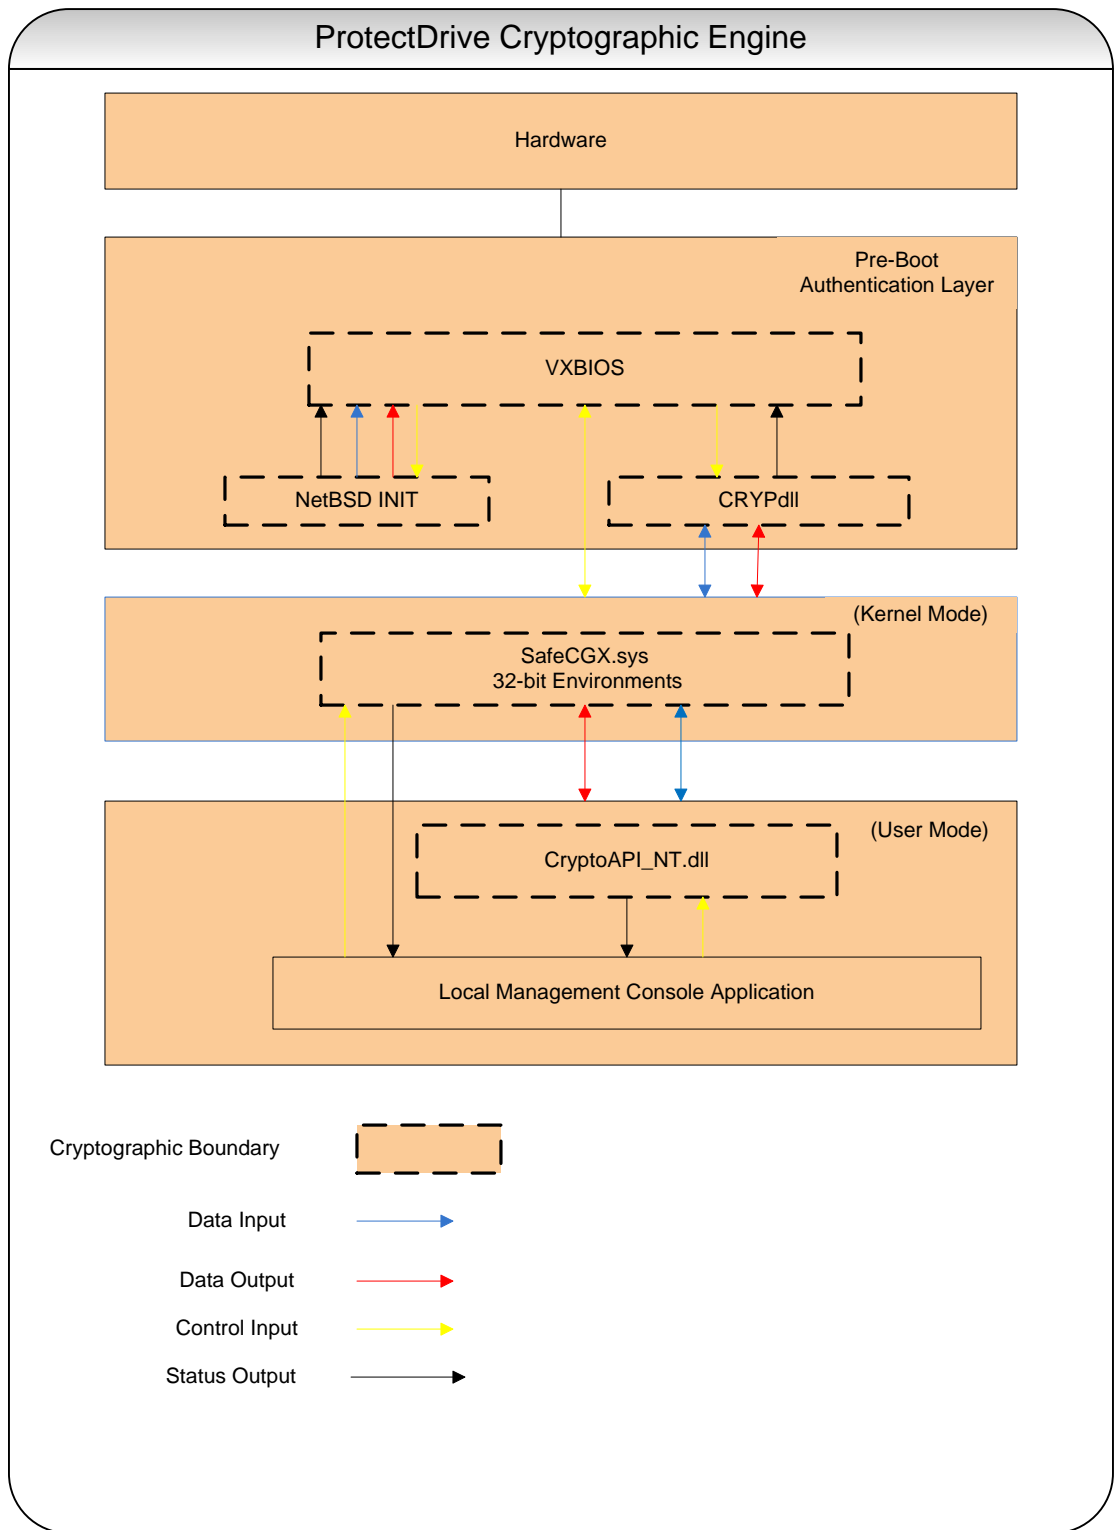 ProtectDrive Cryptographic Engine
Hardware
Pre-Boot
Authentication Layer
VXBIOS
NetBSD INIT
CRYPdll
(Kernel Mode)
SafeCGX.sys
32-bit Environments
(User Mode)
CryptoAPI_NT.dll
Local Management Console Application
Cryptographic Boundary
Data Input
Data Output
Control Input
Status Output